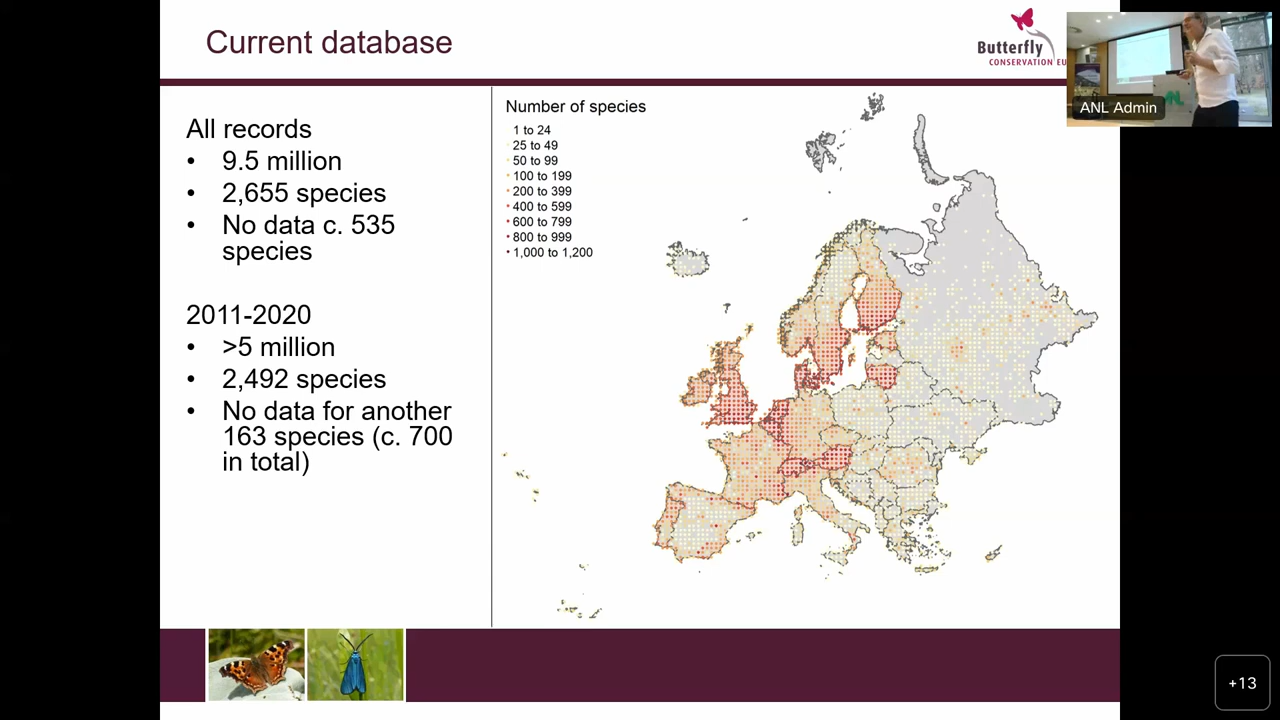 Current database
Butterfly
CONSERVATION EU
ANL Admin
All records
• 9.5 million
• 2,655 species
• No data c. 535
species
2011-2020
• >5 million
• 2,492 species
• No data for another
163 species (c. 700
in total)
Number of species
1 to 24
25 to 49
50 to 99
100 to 199
200 to 399
400 to 599
600 to 799
800 to 999
1,000 to 1,200
+13